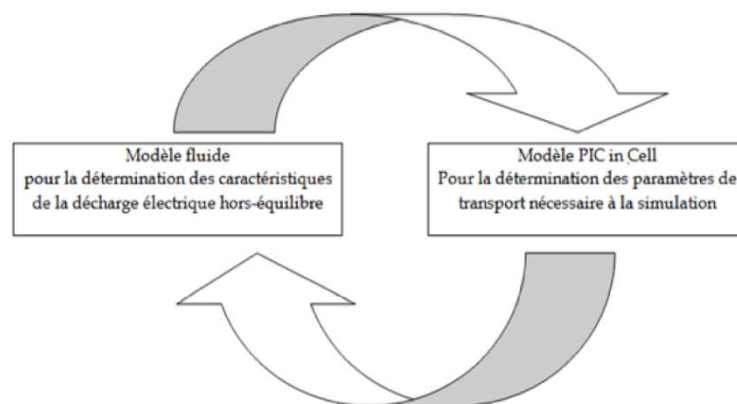 Modèle fluide
pour la détermination des caractéristiques
de la décharge électrique hors-équilibre
Modèle PIC in Cell
Pour la détermination des paramètres de
transport nécessaire à la simulation